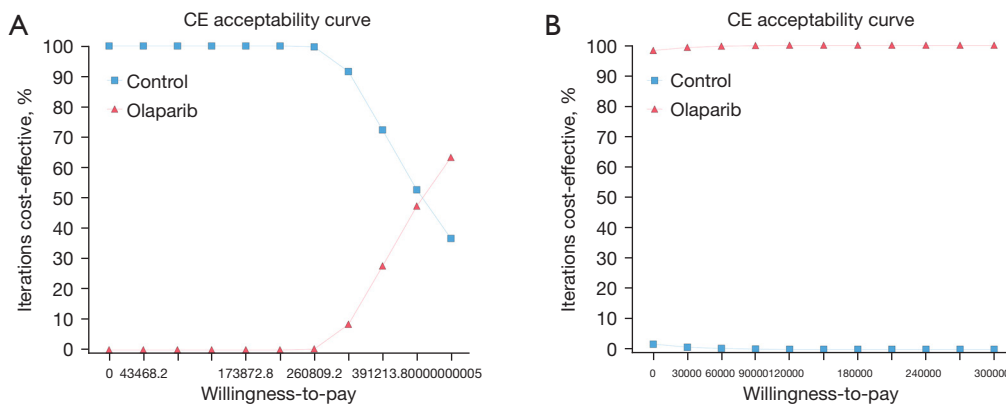 A
CE acceptability curve
100
90
80
70
60
50
40
30
20
10
0
Iterations cost-effective, %
Control
Olaparib
0 43468.2 173872.8 260809.2 391213.80000000005
Willingness-to-pay
B
CE acceptability curve
100
90
80
70
60
50
40
30
20
10
0
Iterations cost-effective, %
Control
Olaparib
0 30000 60000 90000 120000 180000 240000 300000
Willingness-to-pay